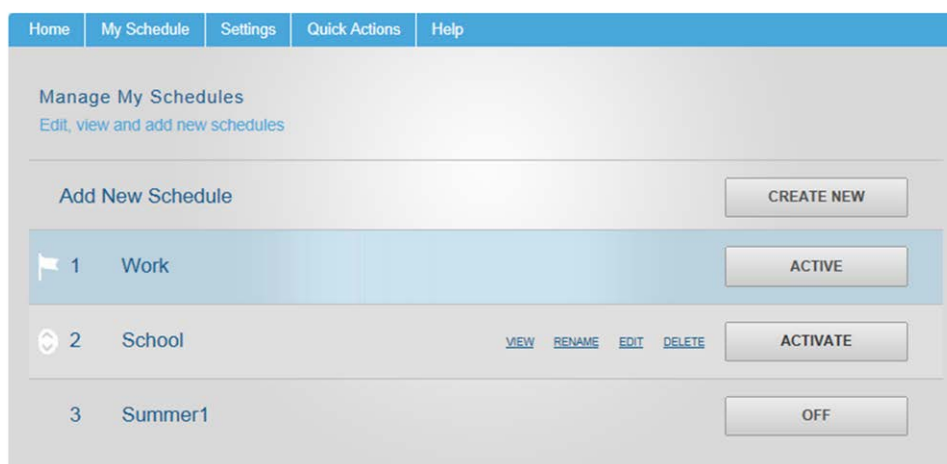 Home My Schedule Settings Quick Actions Help
Manage My Schedules
Edit, view and add new schedules
Add New Schedule CREATE NEW
1 Work ACTIVE
2 School VIEW RENAME EDIT DELETE ACTIVATE
3 Summer1 OFF